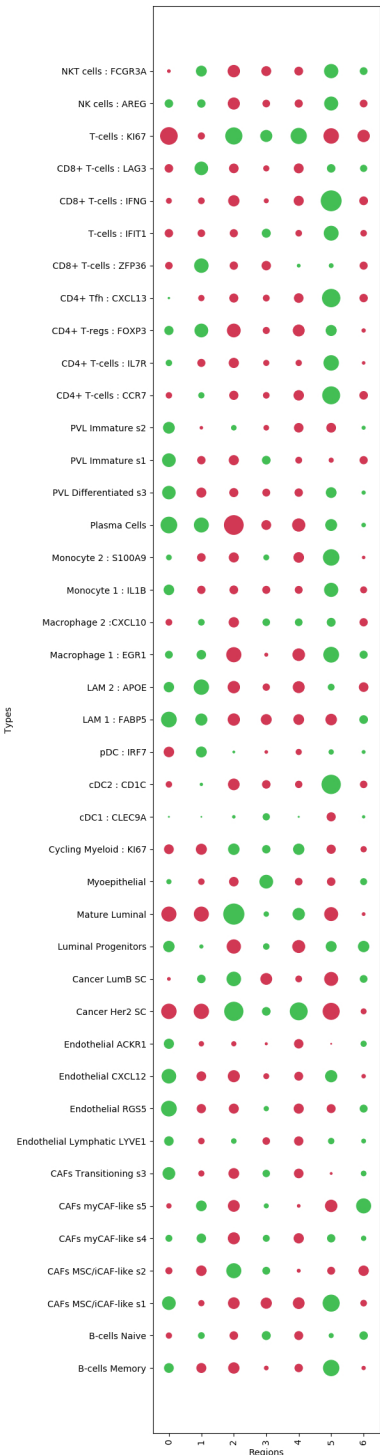 NKT cells : FCGR3A
NK cells : AREG
T-cells : KI67
CD8+ T-cells : LAG3
CD8+ T-cells : IFNG
T-cells : IFIT1
CD8+ T-cells : ZFP36
CD4+ Tfh : CXCL13
CD4+ T-regs : FOXP3
CD4+ T-cells : IL7R
CD4+ T-cells : CCR7
PVL Immature s2
PVL Immature s1
PVL Differentiated s3
Plasma Cells
Monocyte 2 : S100A9
Monocyte 1 : IL1B
Macrophage 2 :CXCL10
Macrophage 1 : EGR1
LAM 2 : APOE
LAM 1 : FABP5
pDC : IRF7
cDC2 : CD1C
cDC1 : CLEC9A
Cycling Myeloid : KI67
Myoepithelial
Mature Luminal
Luminal Progenitors
Cancer LumB SC
Cancer Her2 SC
Endothelial ACKR1
Endothelial CXCL12
Endothelial RGS5
Endothelial Lymphatic LYVE1
CAFs Transitioning s3
CAFs myCAF-like s5
CAFs myCAF-like s4
CAFs MSC/iCAF-like s2
CAFs MSC/iCAF-like s1
B-cells Naive
B-cells Memory
Types
0 1 2 3 4 5 6
Regions